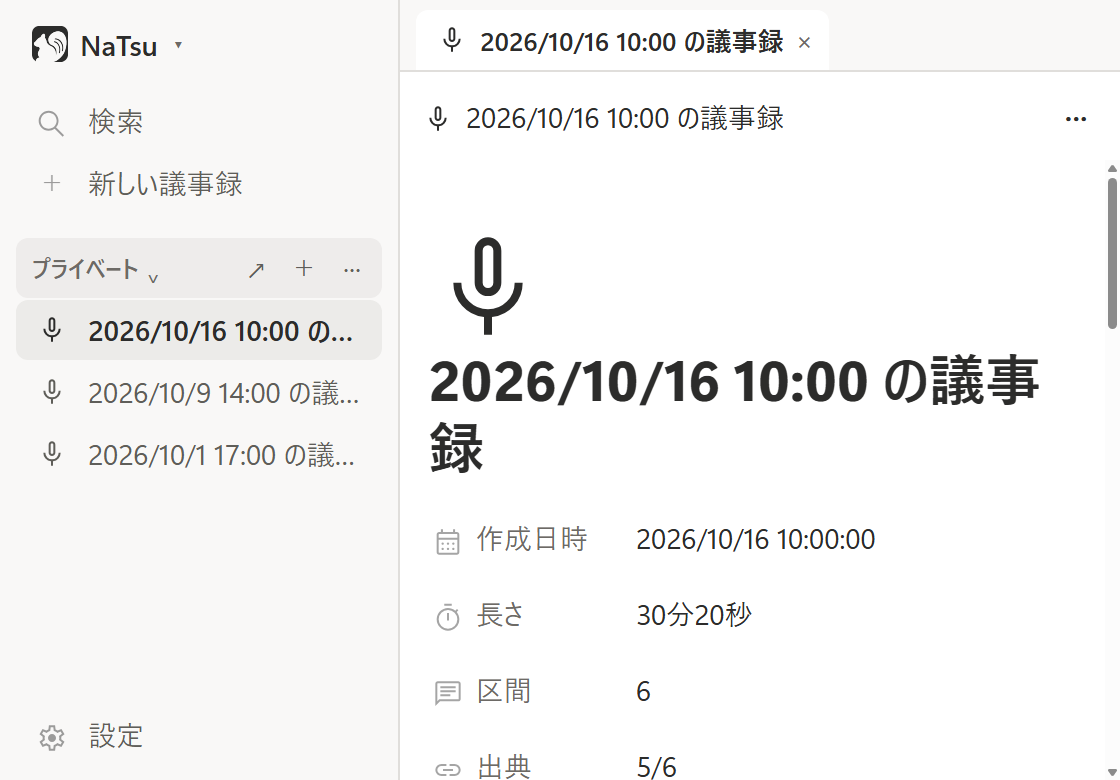 NaTsu
検索
新しい議事録
プライベート
2026/10/16 10:00 の...
2026/10/9 14:00 の議...
2026/10/1 17:00 の議...
設定
2026/10/16 10:00 の議事録
2026/10/16 10:00 の議事録
2026/10/16 10:00 の議事
録
作成日時 2026/10/16 10:00:00
長さ 30分20秒
区間 6
出典 5/6